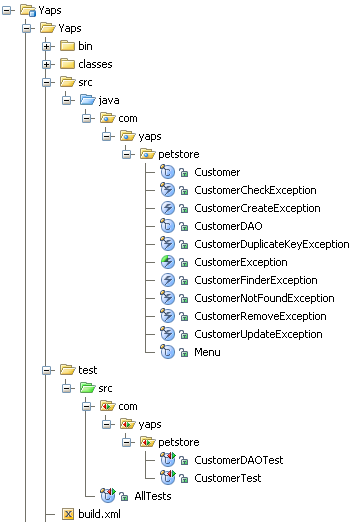 Yaps
Yaps
bin
classes
src
java
com
yaps
petstore
Customer
CustomerCheckException
CustomerCreateException
CustomerDAO
CustomerDuplicateKeyException
CustomerException
CustomerFinderException
CustomerNotFoundException
CustomerRemoveException
CustomerUpdateException
Menu
test
src
com
yaps
petstore
CustomerDAOTest
CustomerTest
AllTests
build.xml